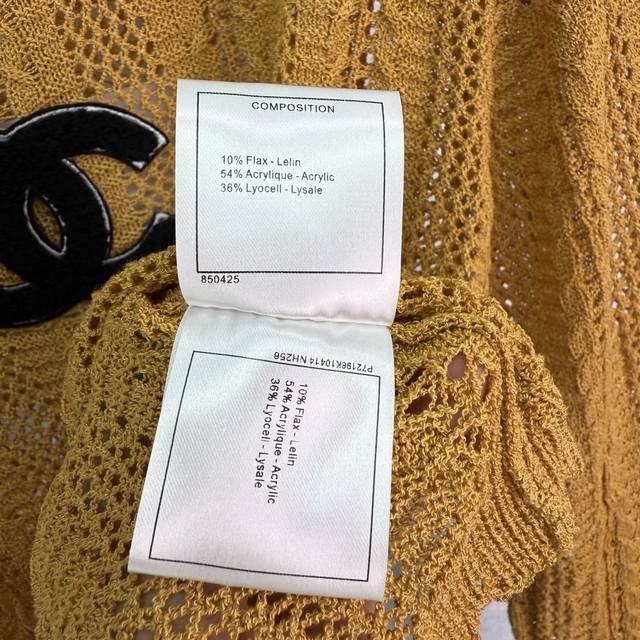 COMPOSITION
10% Flax - Lelin
54% Acrylique - Acrylic
36% Lyocell - Lysale
850425
P72196K10414 NH256
10% Flax - Lelin
54% Acrylique - Acrylic
36% Lyocell - Lysale